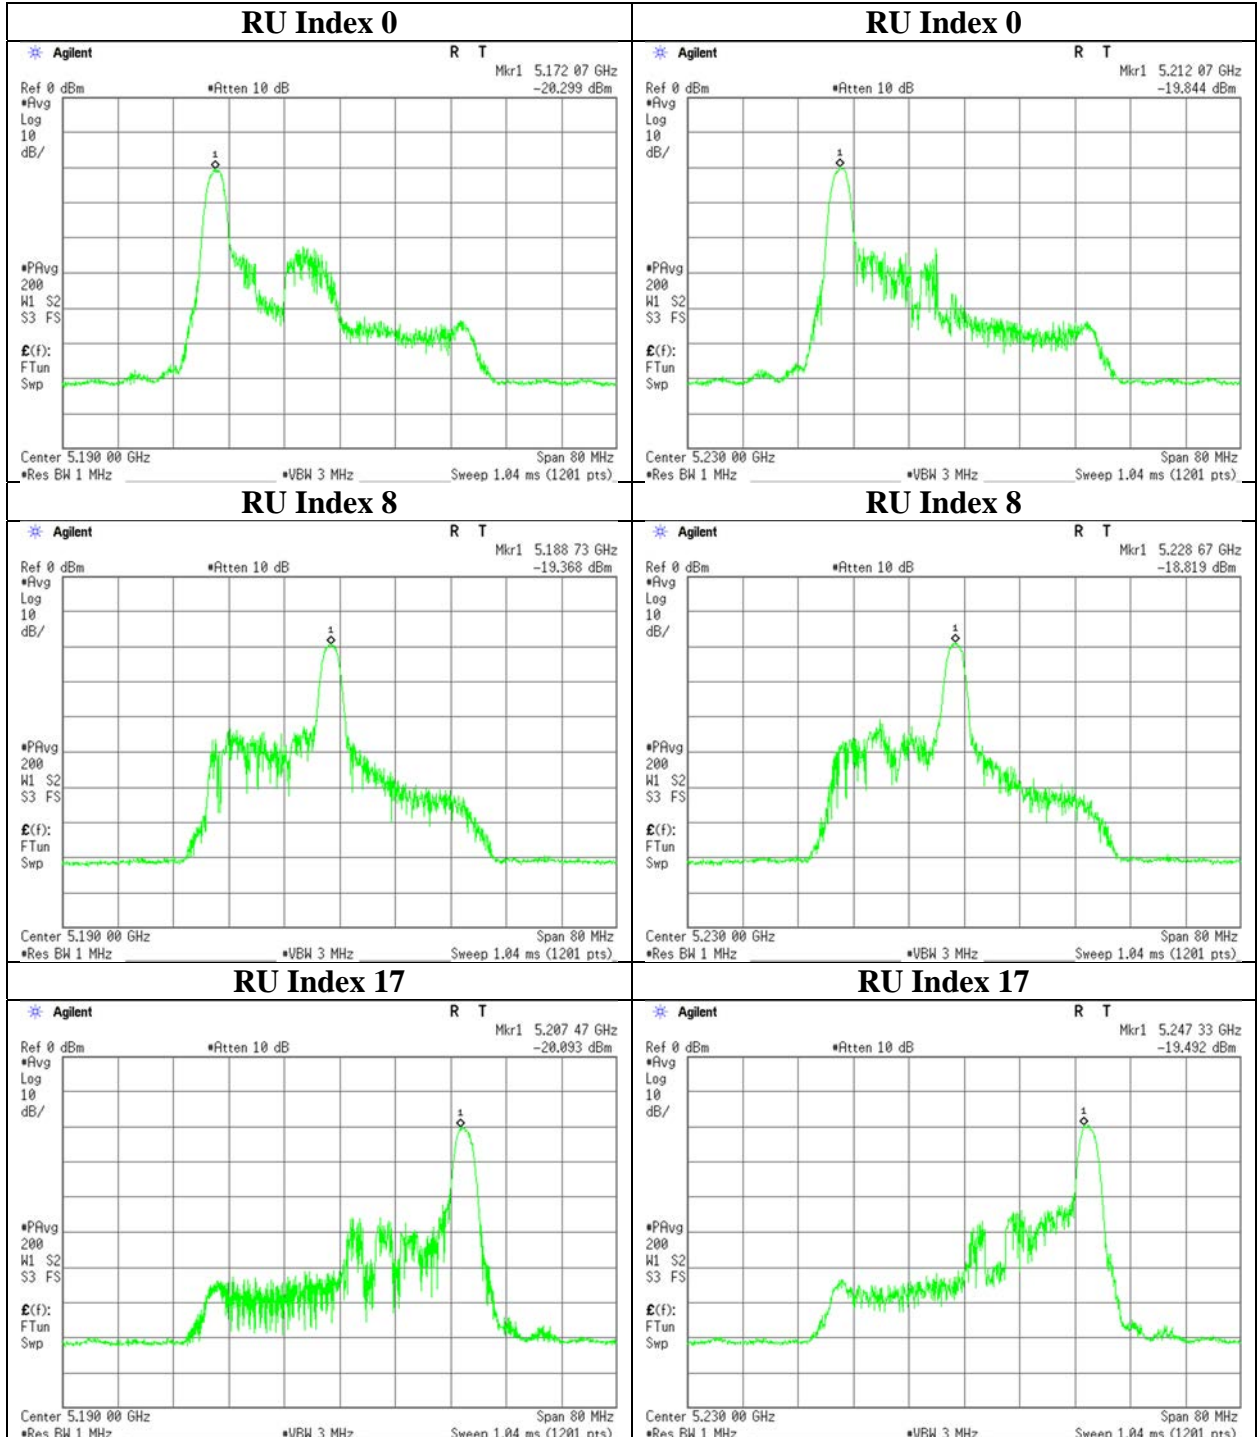 RU Index 0
RU Index 0
Agilent
R T
Mkr1 5.172 07 GHz
Ref 0 dBm
*Atten 10 dB
-20.299 dBm
*Avg
Log
10
dB/
1
*PAvg
200
W1 S2
S3 FS
£(f):
FTun
Swp
Center 5.190 00 GHz
Span 80 MHz
*Res BW 1 MHz
*VBW 3 MHz
Sweep 1.04 ms (1201 pts)
Agilent
R T
Mkr1 5.212 07 GHz
Ref 0 dBm
*Atten 10 dB
-19.844 dBm
*Avg
Log
10
dB/
1
*PAvg
200
W1 S2
S3 FS
£(f):
FTun
Swp
Center 5.230 00 GHz
Span 80 MHz
*Res BW 1 MHz
*VBW 3 MHz
Sweep 1.04 ms (1201 pts)
RU Index 8
RU Index 8
Agilent
R T
Mkr1 5.188 73 GHz
Ref 0 dBm
*Atten 10 dB
-19.368 dBm
*Avg
Log
10
dB/
1
*PAvg
200
W1 S2
S3 FS
£(f):
FTun
Swp
Center 5.190 00 GHz
Span 80 MHz
*Res BW 1 MHz
*VBW 3 MHz
Sweep 1.04 ms (1201 pts)
Agilent
R T
Mkr1 5.228 67 GHz
Ref 0 dBm
*Atten 10 dB
-18.819 dBm
*Avg
Log
10
dB/
1
*PAvg
200
W1 S2
S3 FS
£(f):
FTun
Swp
Center 5.230 00 GHz
Span 80 MHz
*Res BW 1 MHz
*VBW 3 MHz
Sweep 1.04 ms (1201 pts)
RU Index 17
RU Index 17
Agilent
R T
Mkr1 5.207 47 GHz
Ref 0 dBm
*Atten 10 dB
-20.093 dBm
*Avg
Log
10
dB/
1
*PAvg
200
W1 S2
S3 FS
£(f):
FTun
Swp
Center 5.190 00 GHz
Span 80 MHz
*Res BW 1 MHz
*VBW 3 MHz
Sweep 1.04 ms (1201 pts)
Agilent
R T
Mkr1 5.247 33 GHz
Ref 0 dBm
*Atten 10 dB
-19.492 dBm
*Avg
Log
10
dB/
1
*PAvg
200
W1 S2
S3 FS
£(f):
FTun
Swp
Center 5.230 00 GHz
Span 80 MHz
*Res BW 1 MHz
*VBW 3 MHz
Sweep 1.04 ms (1201 pts)